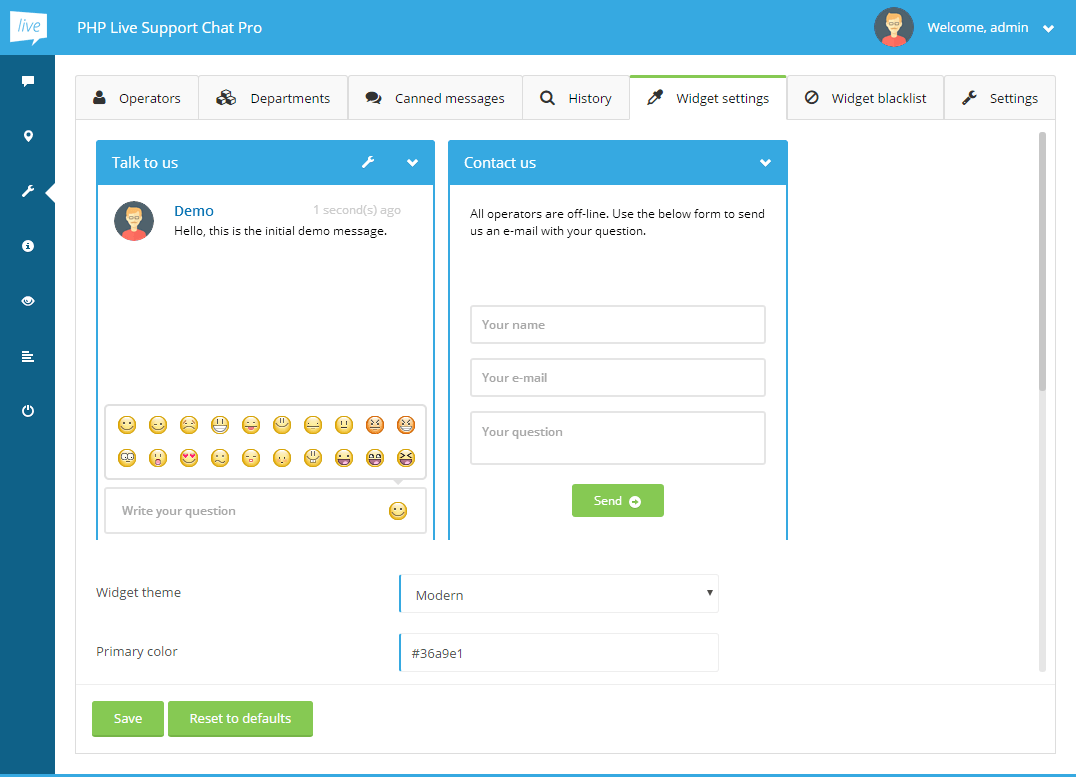 live
PHP Live Support Chat Pro
Welcome, admin
Operators
Departments
Canned messages
History
Widget settings
Widget blacklist
Settings
Talk to us
Demo
1 second(s) ago
Hello, this is the initial demo message.
Write your question
Contact us
All operators are off-line. Use the below form to send
us an e-mail with your question.
Your name
Your e-mail
Your question
Send
Widget theme
Modern
Primary color
#36a9e1
Save
Reset to defaults